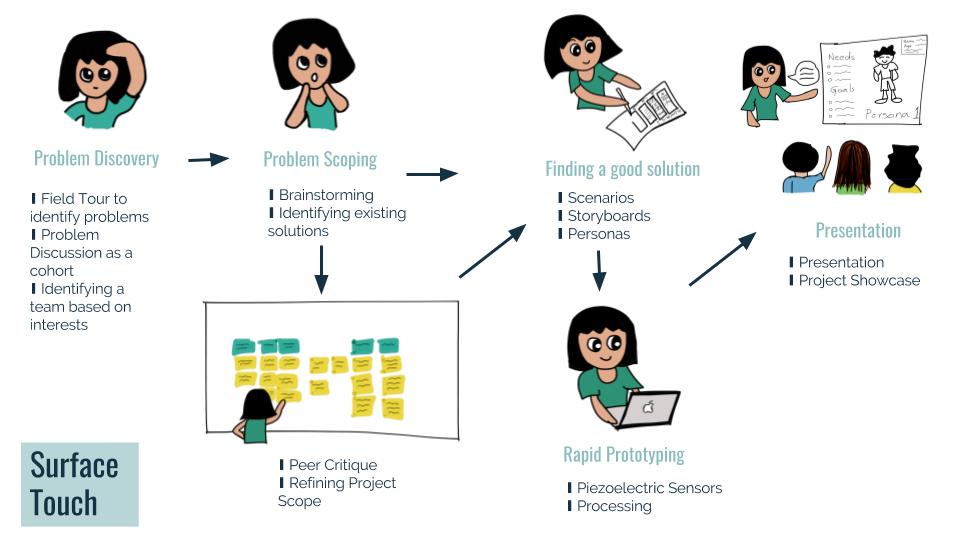 Problem Discovery
Field Tour to
identify problems
Problem
Discussion as a
cohort
Identifying a
team based on
interests
Problem Scoping
Brainstorming
Identifying existing
solutions
Peer Critique
Refining Project
Scope
Finding a good solution
Scenarios
Storyboards
Personas
Rapid Prototyping
Piezoelectric Sensors
Processing
Needs
Goals
Persona 1
Presentation
Presentation
Project Showcase
Surface
Touch